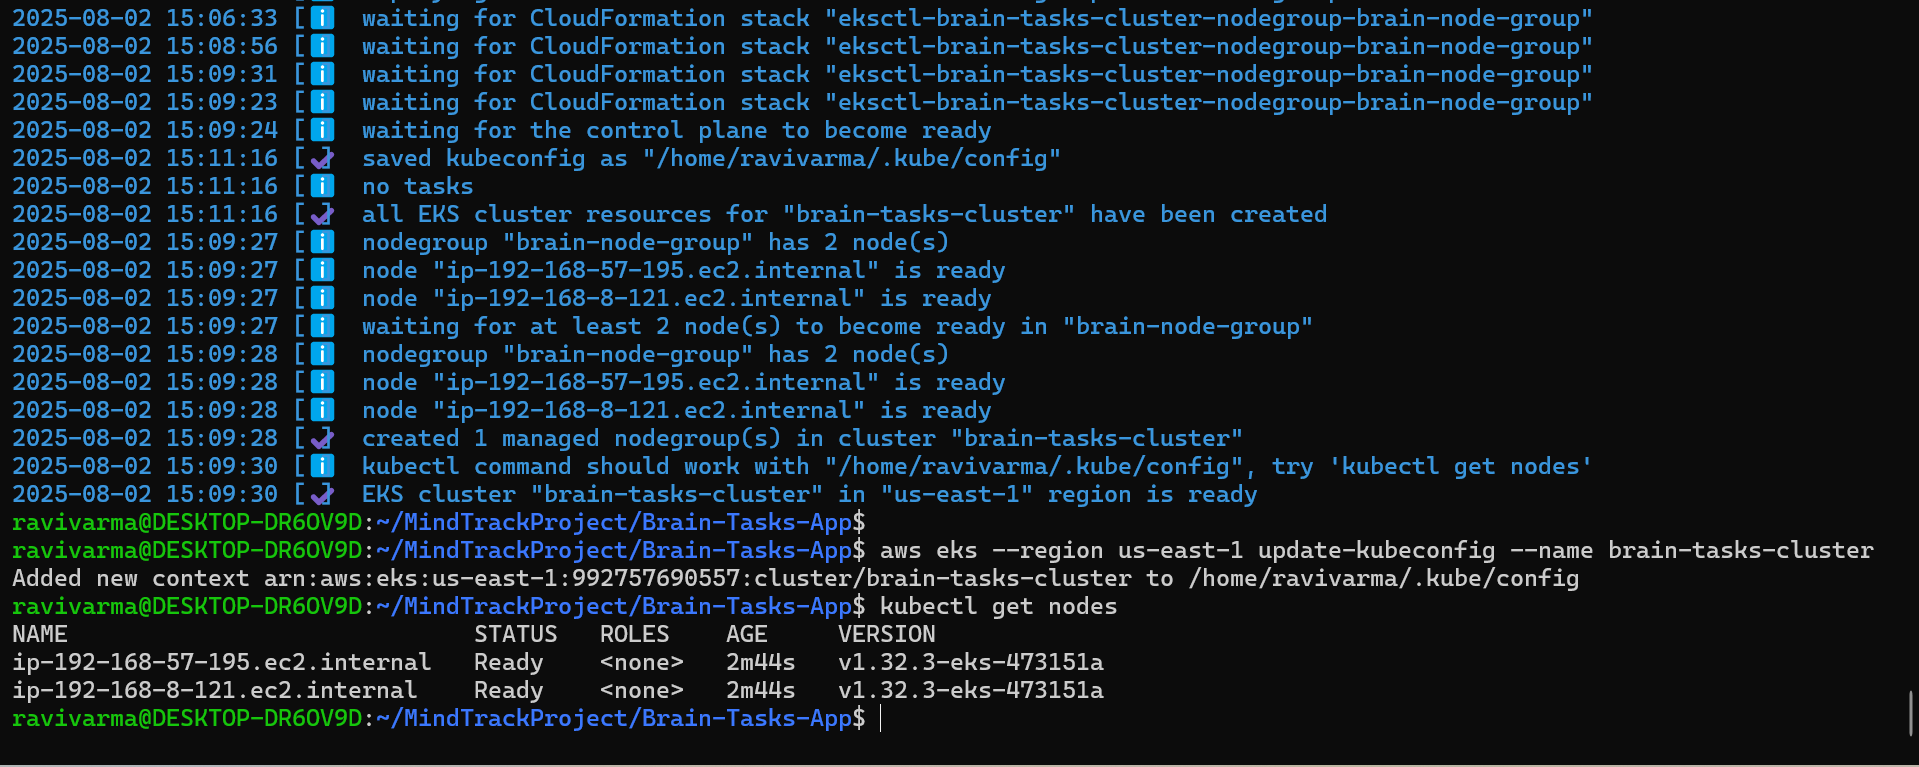 2025-08-02 15:06:33 [ℹ]  waiting for CloudFormation stack "eksctl-brain-tasks-cluster-nodegroup-brain-node-group"
2025-08-02 15:08:56 [ℹ]  waiting for CloudFormation stack "eksctl-brain-tasks-cluster-nodegroup-brain-node-group"
2025-08-02 15:09:31 [ℹ]  waiting for CloudFormation stack "eksctl-brain-tasks-cluster-nodegroup-brain-node-group"
2025-08-02 15:09:23 [ℹ]  waiting for CloudFormation stack "eksctl-brain-tasks-cluster-nodegroup-brain-node-group"
2025-08-02 15:09:24 [ℹ]  waiting for the control plane to become ready
2025-08-02 15:11:16 [✔]  saved kubeconfig as "/home/ravivarma/.kube/config"
2025-08-02 15:11:16 [ℹ]  no tasks
2025-08-02 15:11:16 [✔]  all EKS cluster resources for "brain-tasks-cluster" have been created
2025-08-02 15:09:27 [ℹ]  nodegroup "brain-node-group" has 2 node(s)
2025-08-02 15:09:27 [ℹ]  node "ip-192-168-57-195.ec2.internal" is ready
2025-08-02 15:09:27 [ℹ]  node "ip-192-168-8-121.ec2.internal" is ready
2025-08-02 15:09:27 [ℹ]  waiting for at least 2 node(s) to become ready in "brain-node-group"
2025-08-02 15:09:28 [ℹ]  nodegroup "brain-node-group" has 2 node(s)
2025-08-02 15:09:28 [ℹ]  node "ip-192-168-57-195.ec2.internal" is ready
2025-08-02 15:09:28 [ℹ]  node "ip-192-168-8-121.ec2.internal" is ready
2025-08-02 15:09:28 [✔]  created 1 managed nodegroup(s) in cluster "brain-tasks-cluster"
2025-08-02 15:09:30 [ℹ]  kubectl command should work with "/home/ravivarma/.kube/config", try 'kubectl get nodes'
2025-08-02 15:09:30 [✔]  EKS cluster "brain-tasks-cluster" in "us-east-1" region is ready
ravivarma@DESKTOP-DR6OV9D:~/MindTrackProject/Brain-Tasks-App$
ravivarma@DESKTOP-DR6OV9D:~/MindTrackProject/Brain-Tasks-App$ aws eks --region us-east-1 update-kubeconfig --name brain-tasks-cluster
Added new context arn:aws:eks:us-east-1:992757690557:cluster/brain-tasks-cluster to /home/ravivarma/.kube/config
ravivarma@DESKTOP-DR6OV9D:~/MindTrackProject/Brain-Tasks-App$ kubectl get nodes
NAME                             STATUS   ROLES    AGE     VERSION
ip-192-168-57-195.ec2.internal   Ready    <none>   2m44s   v1.32.3-eks-473151a
ip-192-168-8-121.ec2.internal    Ready    <none>   2m44s   v1.32.3-eks-473151a
ravivarma@DESKTOP-DR6OV9D:~/MindTrackProject/Brain-Tasks-App$